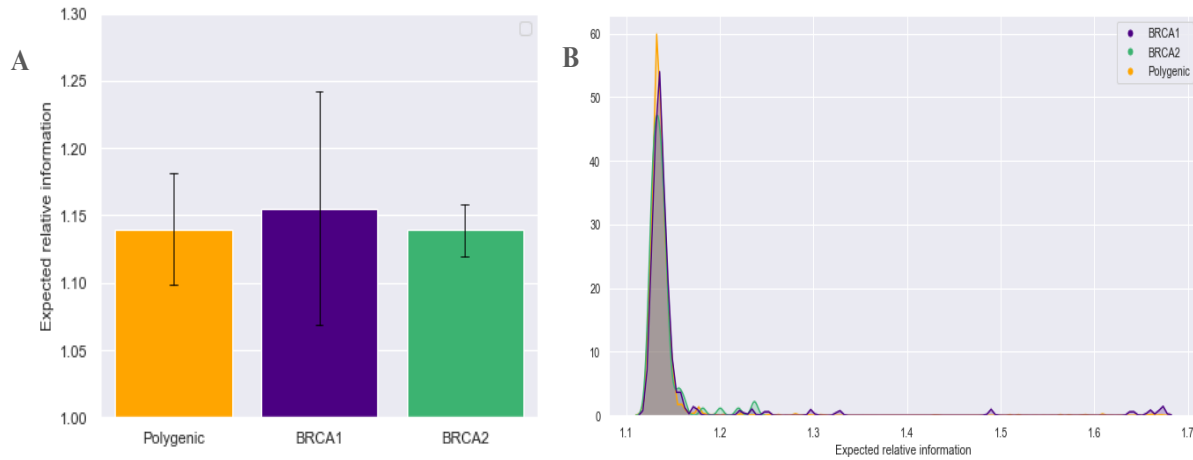 A
1.30
1.25
1.20
1.15
1.10
1.05
1.00
Expected relative information
Polygenic
BRCA1
BRCA2
B
60
50
40
30
20
10
0
1.1
1.2
1.3
1.4
1.5
1.6
1.7
Expected relative information
BRCA1
BRCA2
Polygenic